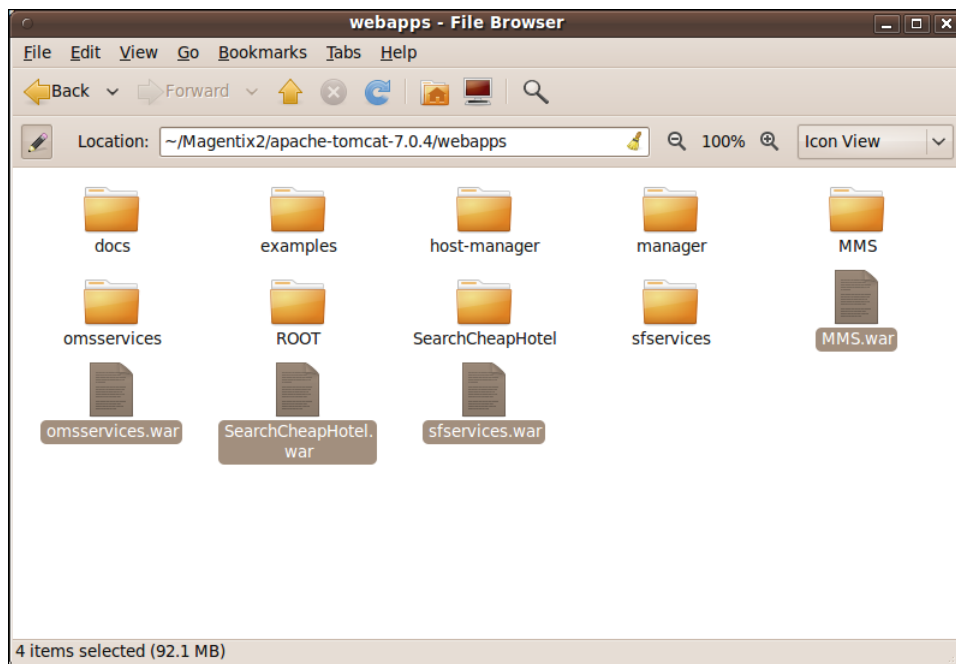 webapps - File Browser
File Edit View Go Bookmarks Tabs Help
Back Forward
Location: ~/Magentix2/apache-tomcat-7.0.4/webapps 100% Icon View
docs examples host-manager manager MMS
omsservices ROOT SearchCheapHotel sfservices MMS.war
omsservices.war SearchCheapHotel. sfservices.war
war
4 items selected (92.1 MB)